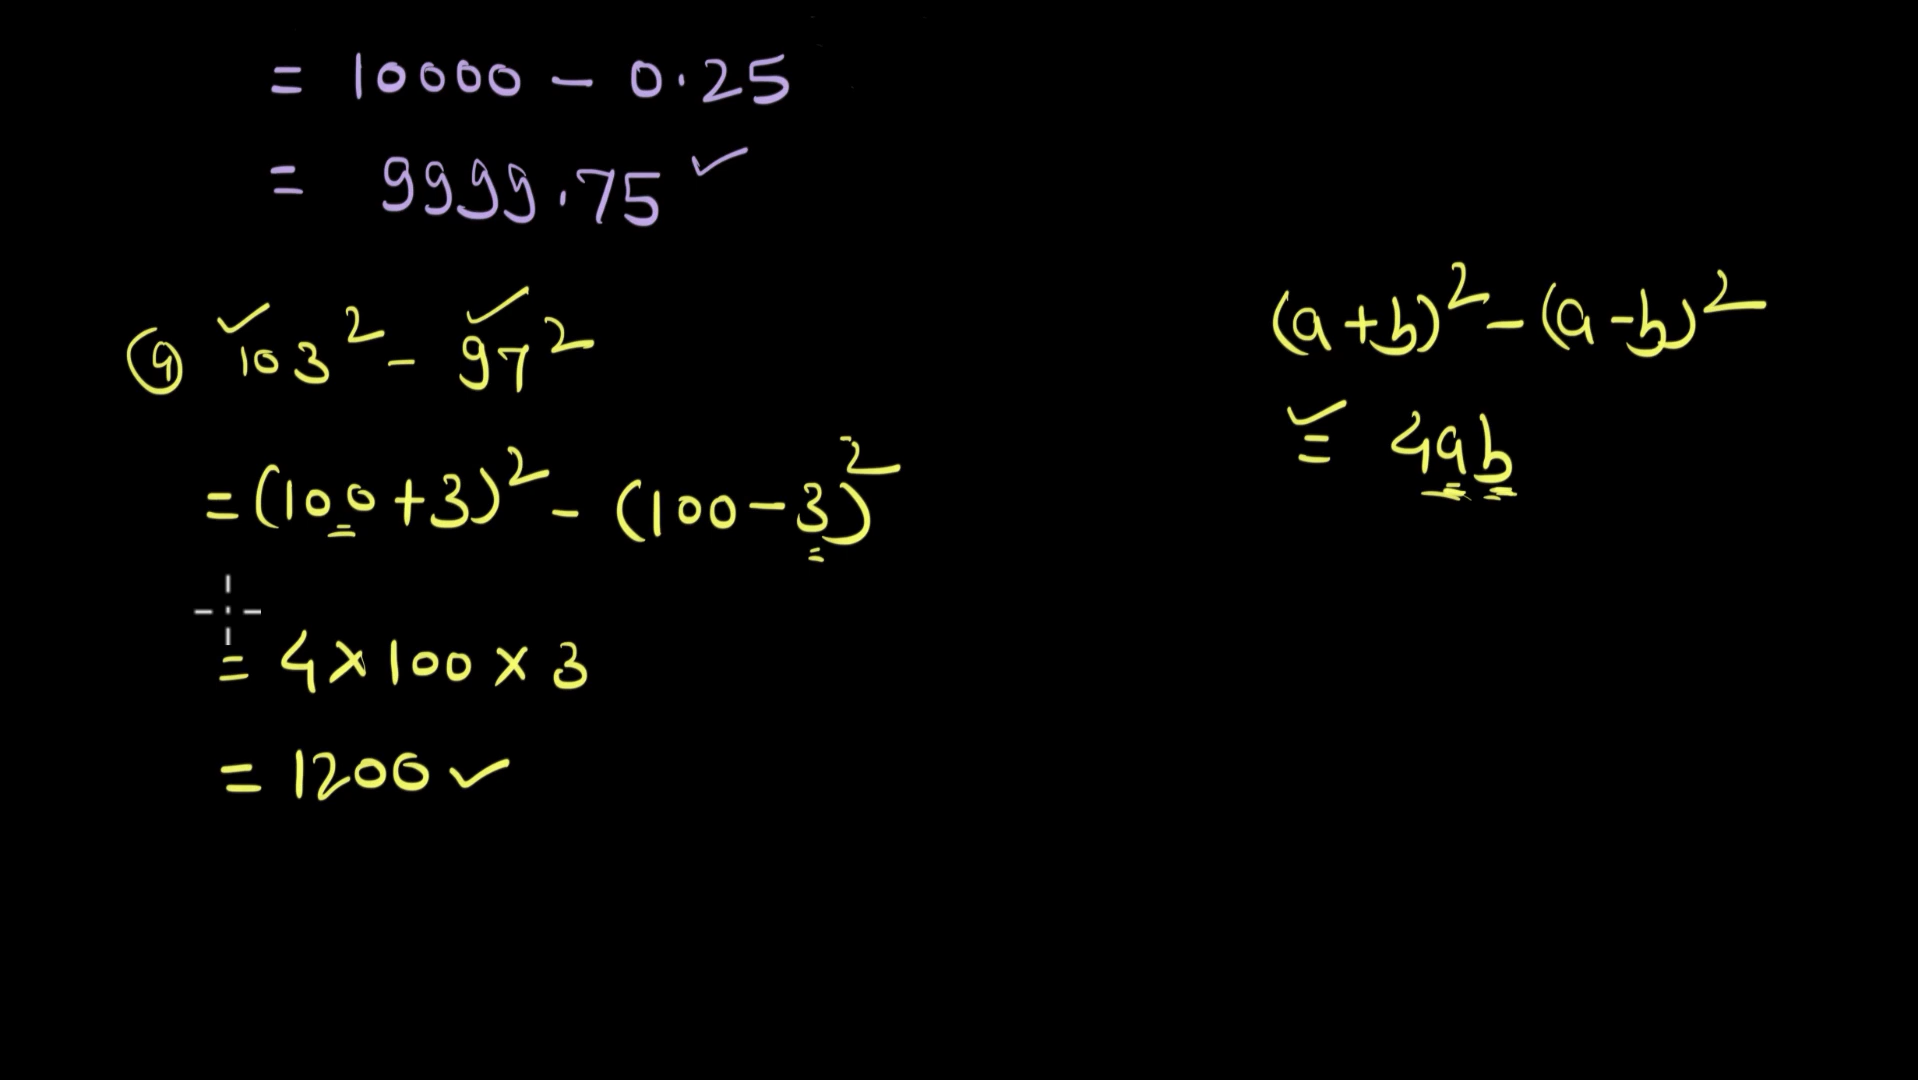 = 10000 - 0.25
= 9999.75 ✓
⑨ 103² - 97²
= (100 + 3)² - (100 - 3)²
= 4 × 100 × 3
= 1200 ✓
(a + b)² - (a - b)²
= 4ab